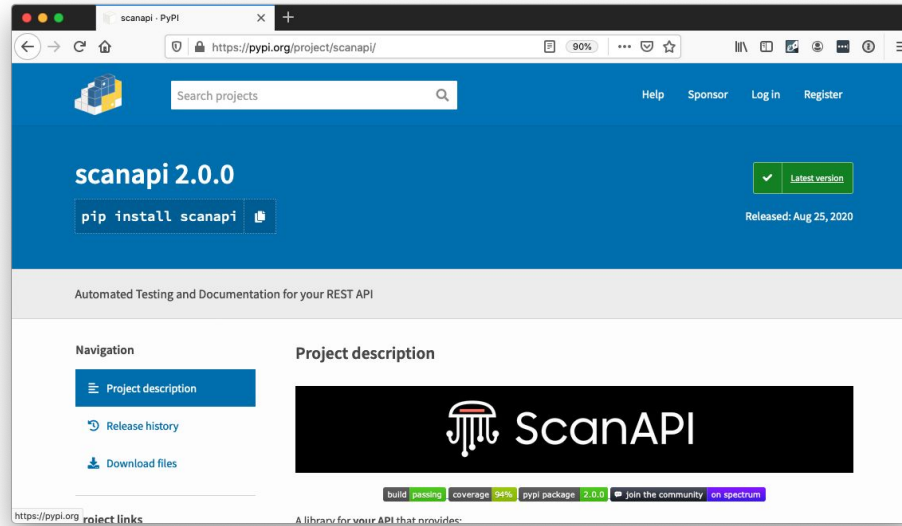 scanapi · PyPI
https://pypi.org/project/scanapi/
90%
Search projects
Help Sponsor Log in Register
scanapi 2.0.0
Latest version
pip install scanapi
Released: Aug 25, 2020
Automated Testing and Documentation for your REST API
Navigation
Project description
Project description
Release history
Download files
ScanAPI
build passing coverage 94% pypi package 2.0.0 join the community on spectrum
https://pypi.org
roject links
A library for your API that provides: